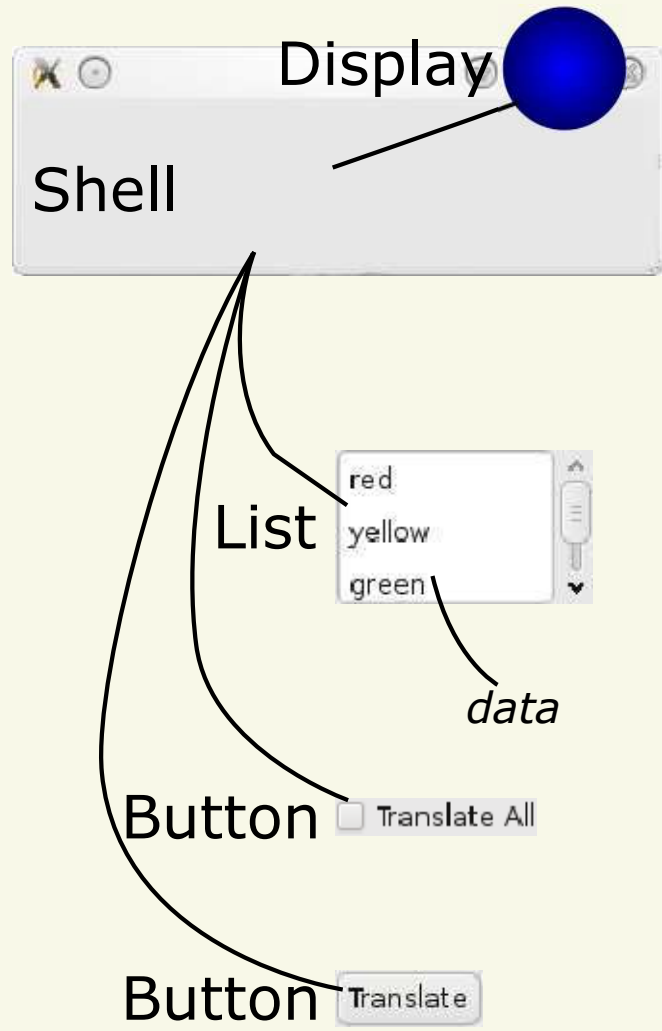 Display
Shell
red
List
yellow
green
data
Button
Translate All
Button
Translate